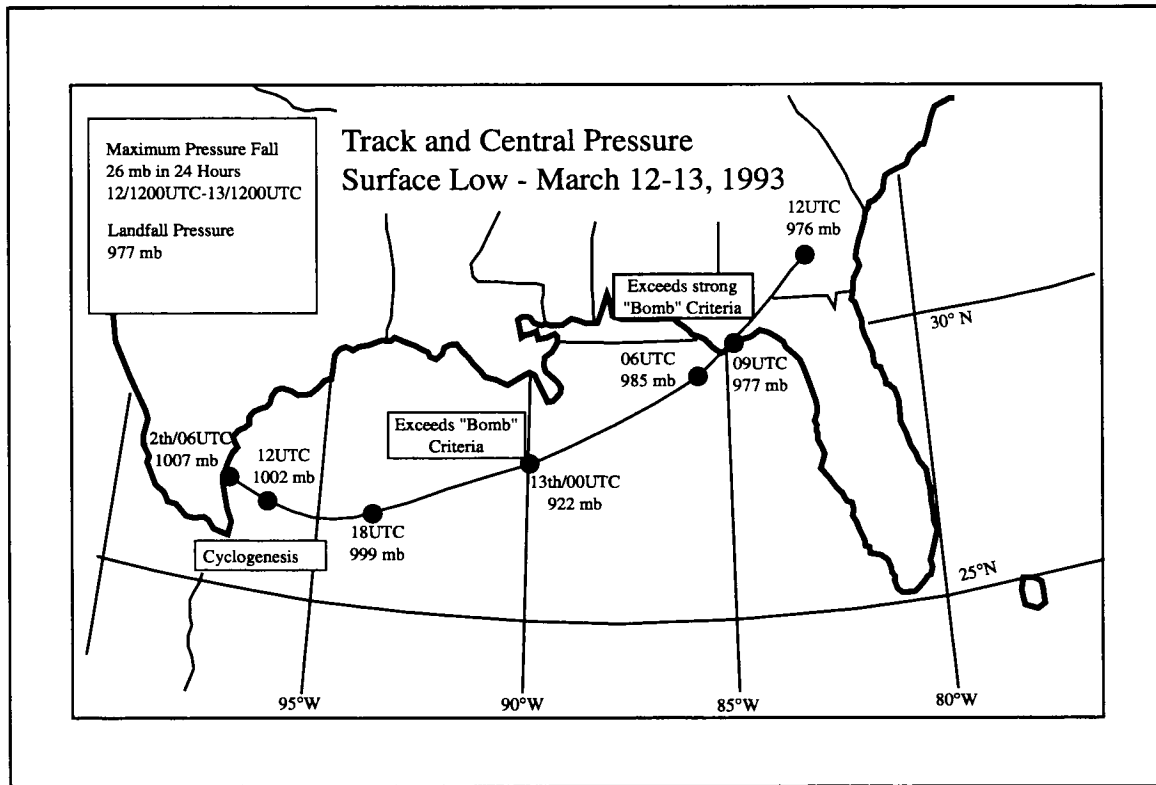 Maximum Pressure Fall
26 mb in 24 Hours
12/1200UTC-13/1200UTC
Landfall Pressure
977 mb
Track and Central Pressure
Surface Low - March 12-13, 1993
12UTC
976 mb
Exceeds strong
"Bomb" Criteria
30° N
06UTC
985 mb
09UTC
977 mb
Exceeds "Bomb"
Criteria
2th/06UTC
1007 mb
12UTC
1002 mb
13th/00UTC
922 mb
18UTC
999 mb
Cyclogenesis
25°N
95°W
90°W
85°W
80°W